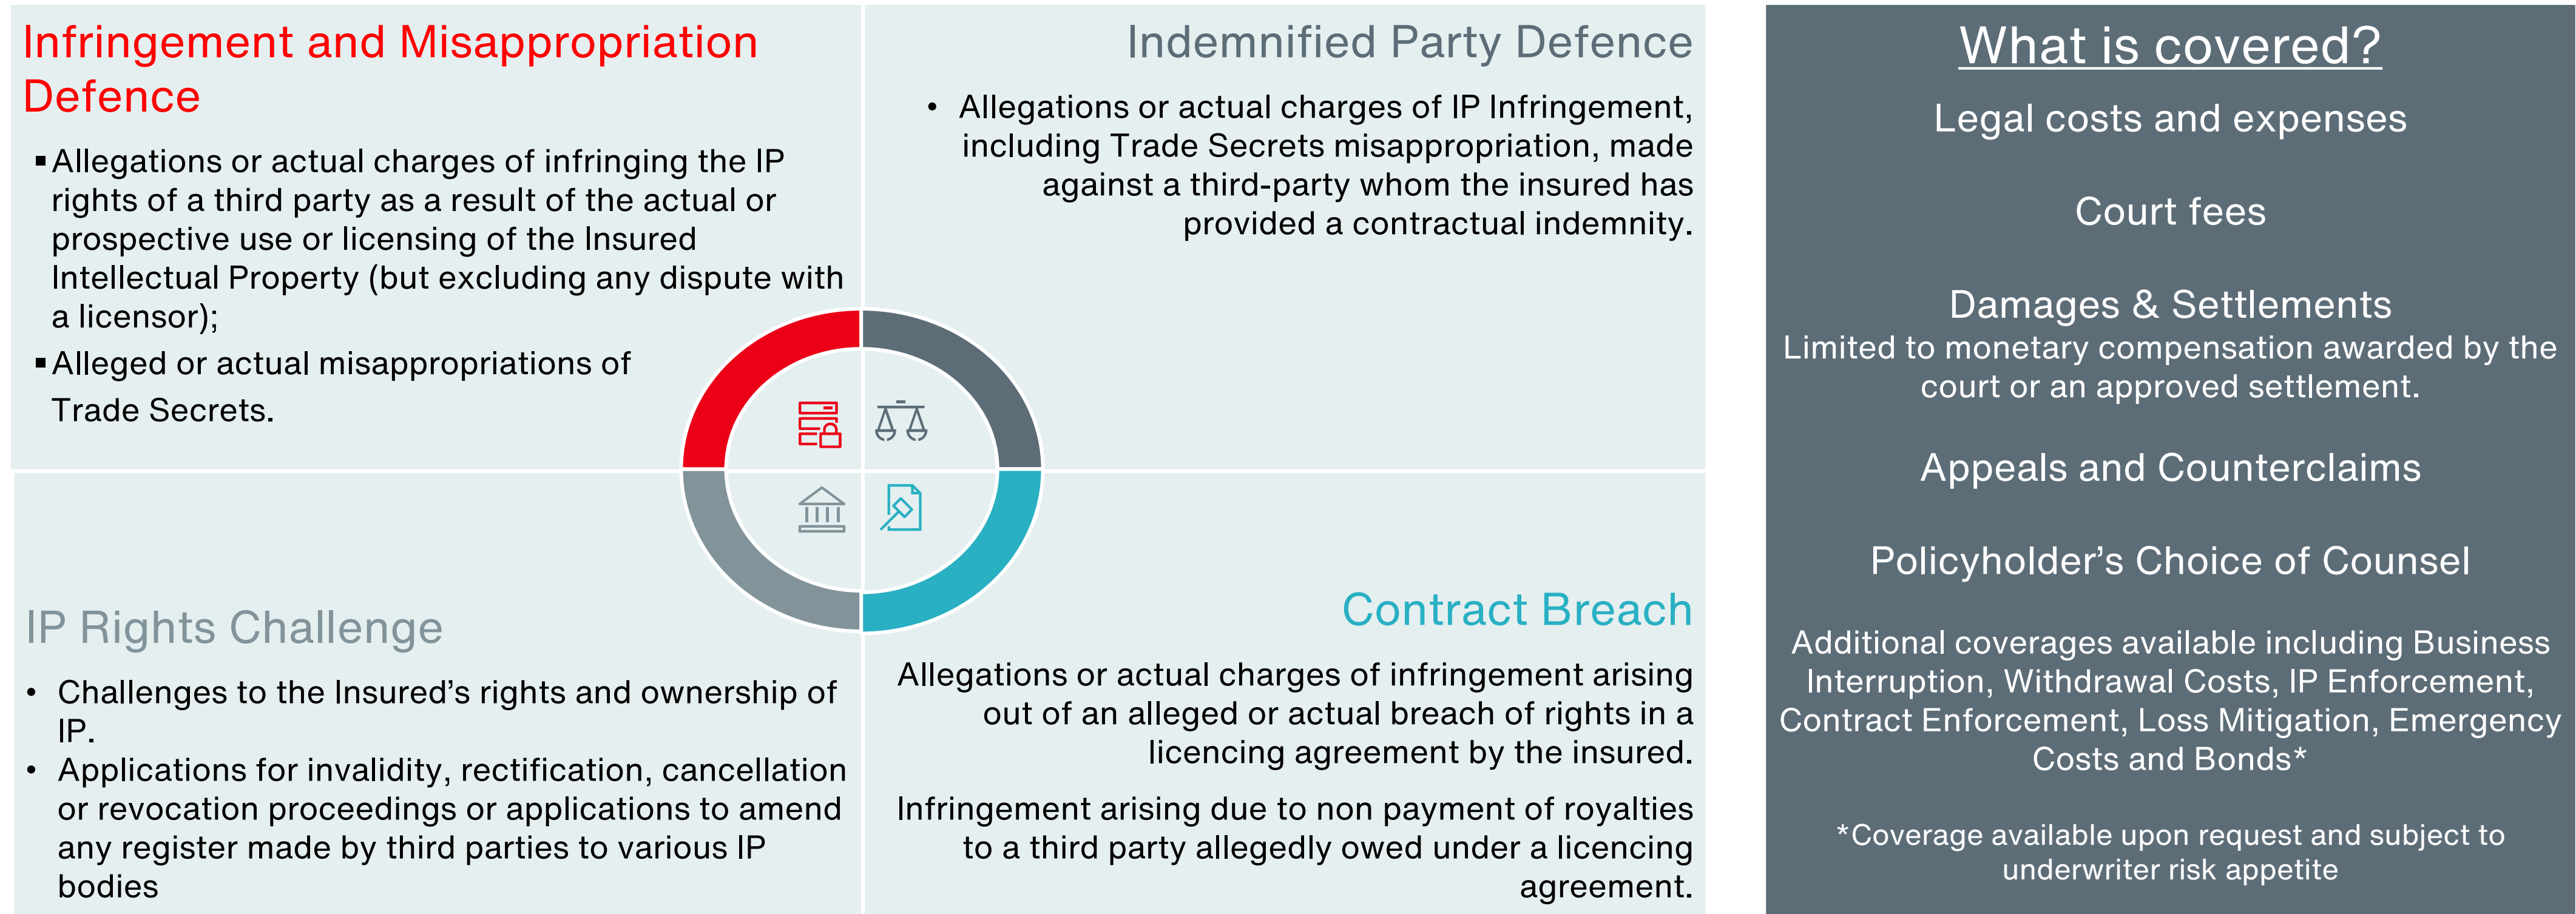 Infringement and Misappropriation
Defence
▪Allegations or actual charges of infringing the IP
rights of a third party as a result of the actual or
prospective use or licensing of the Insured
Intellectual Property (but excluding any dispute with
a licensor);
▪Alleged or actual misappropriations of
Trade Secrets.
Indemnified Party Defence
• Allegations or actual charges of IP Infringement,
including Trade Secrets misappropriation, made
against a third-party whom the insured has
provided a contractual indemnity.
IP Rights Challenge
• Challenges to the Insured’s rights and ownership of
IP.
• Applications for invalidity, rectification, cancellation
or revocation proceedings or applications to amend
any register made by third parties to various IP
bodies
Contract Breach
Allegations or actual charges of infringement arising
out of an alleged or actual breach of rights in a
licencing agreement by the insured.
Infringement arising due to non payment of royalties
to a third party allegedly owed under a licencing
agreement.
What is covered?
Legal costs and expenses
Court fees
Damages & Settlements
Limited to monetary compensation awarded by the
court or an approved settlement.
Appeals and Counterclaims
Policyholder’s Choice of Counsel
Additional coverages available including Business
Interruption, Withdrawal Costs, IP Enforcement,
Contract Enforcement, Loss Mitigation, Emergency
Costs and Bonds*
*Coverage available upon request and subject to
underwriter risk appetite